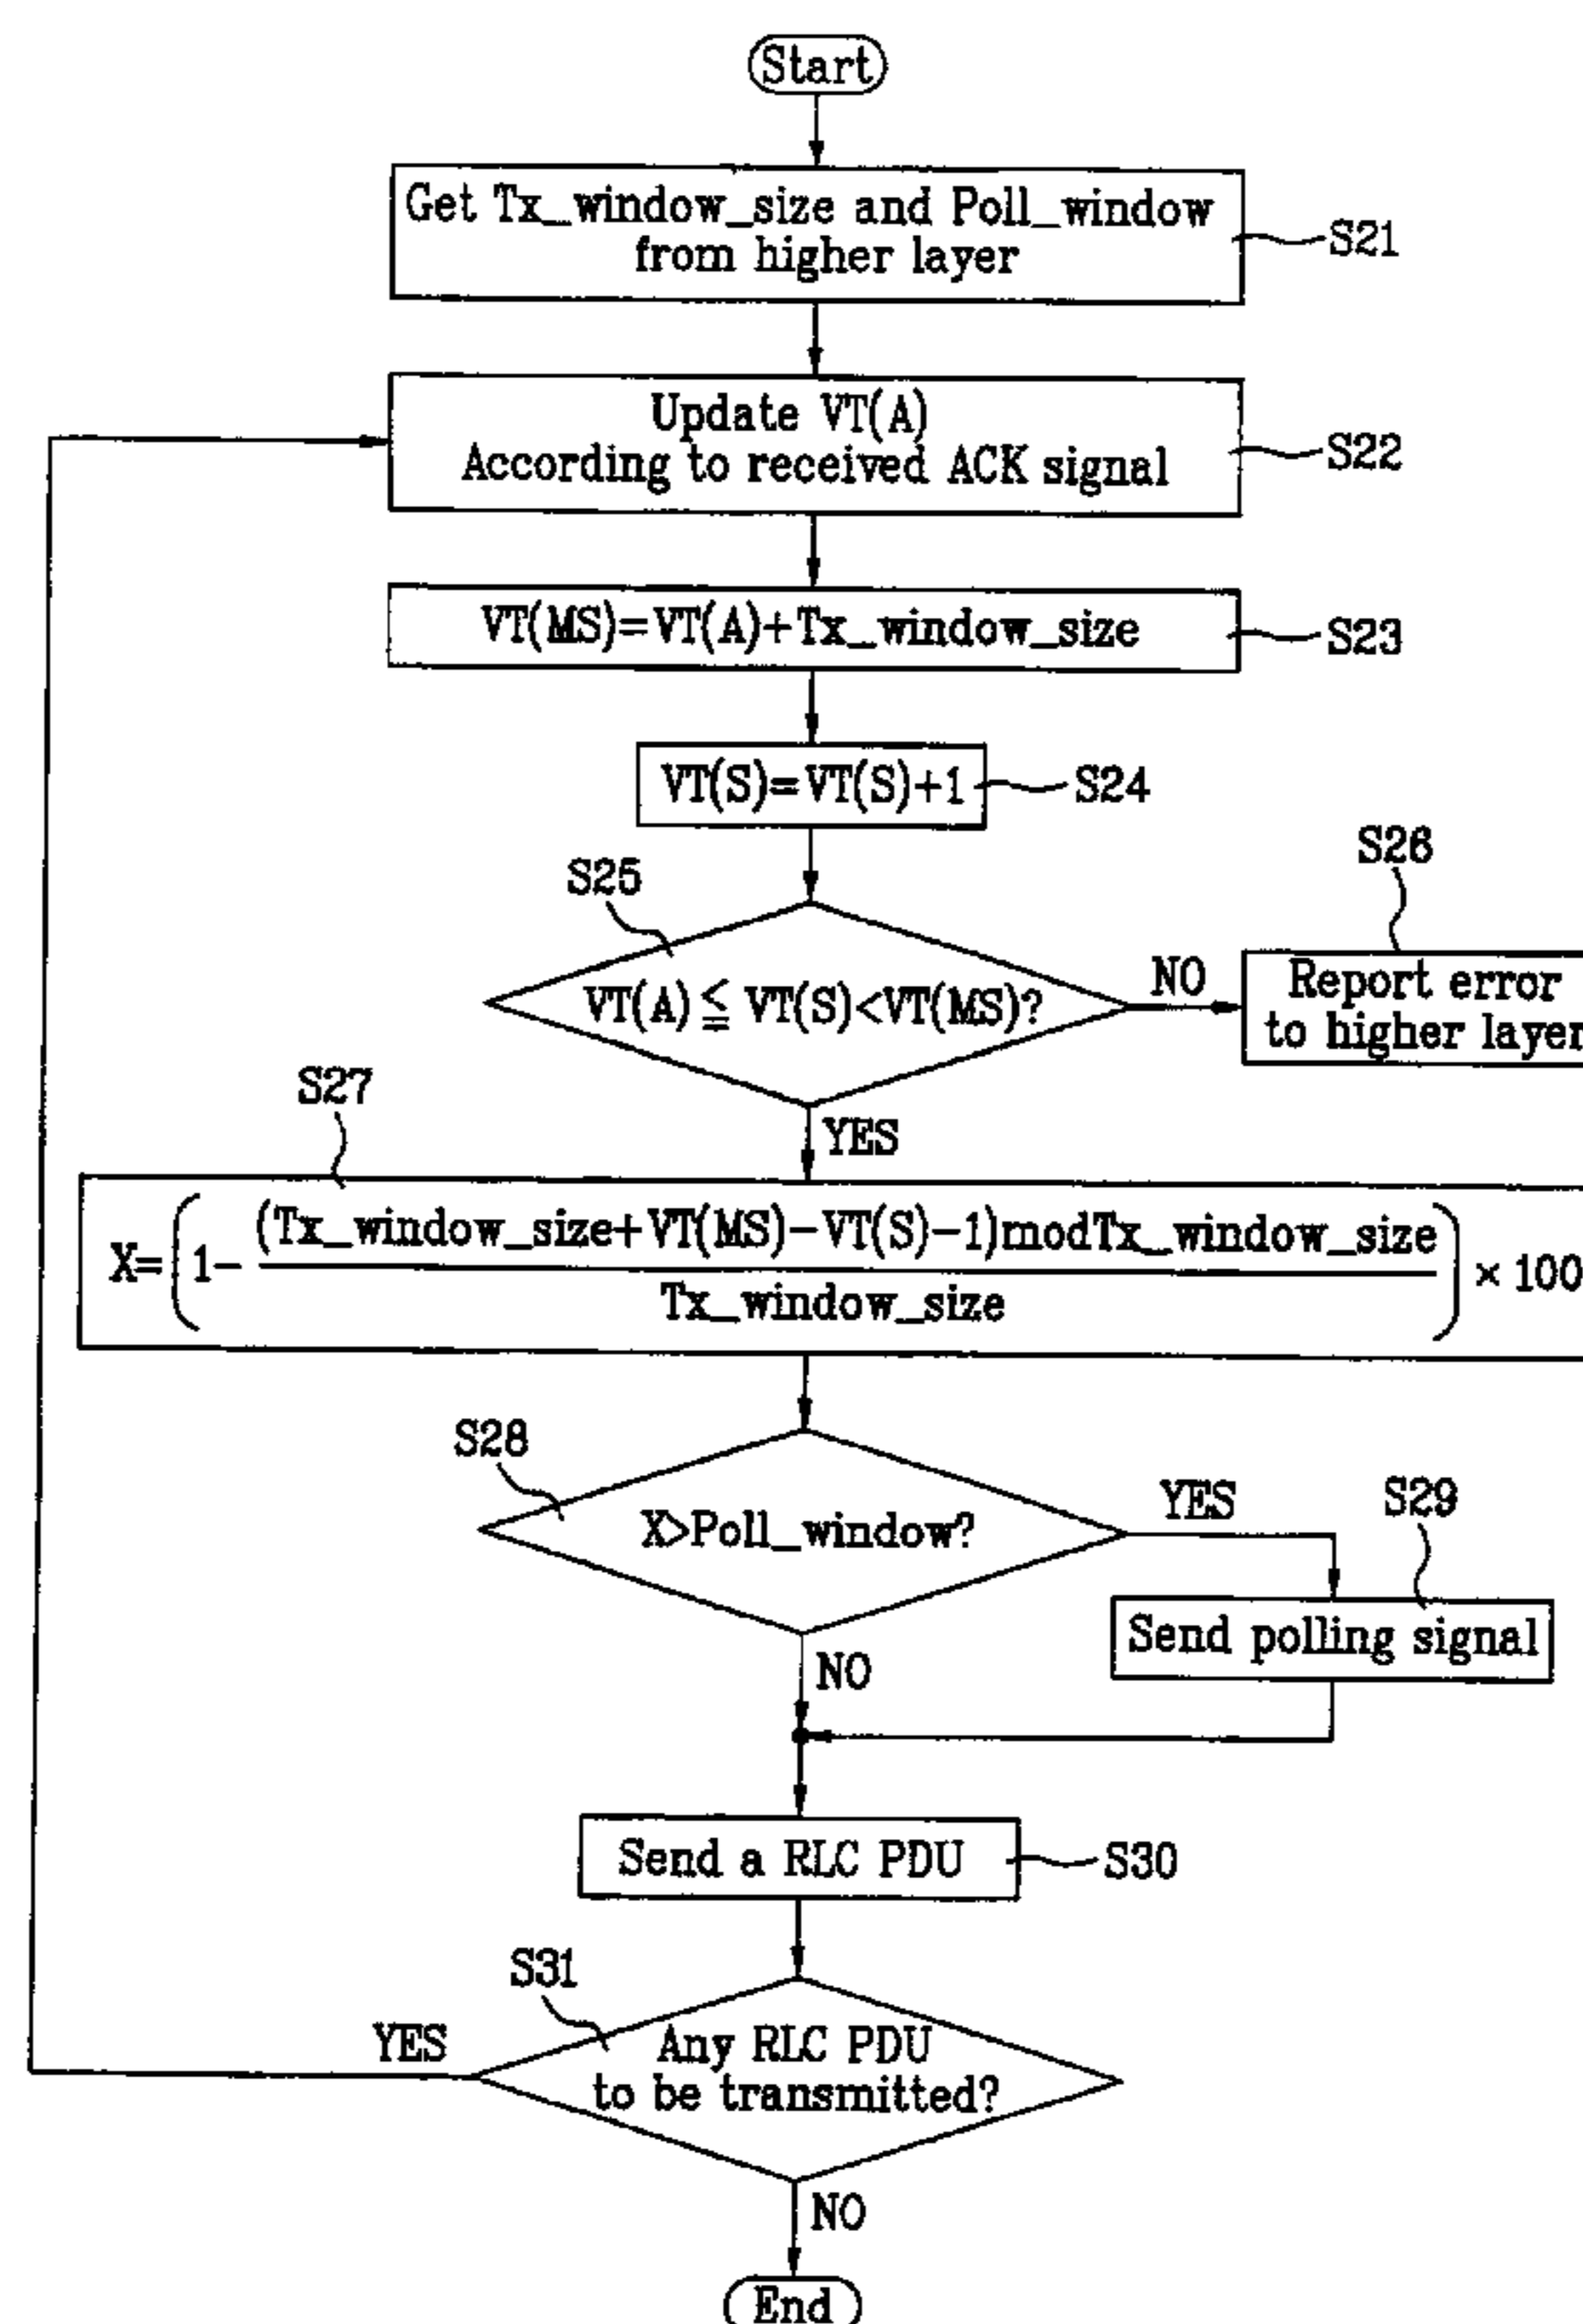 Start
Get Tx_window_size and Poll_window
from higher layer
S21
Update VT(A)
According to received ACK signal
S22
VT(MS)=VT(A)+Tx_window_size
S23
VT(S)=VT(S)+1
S24
S25
VT(A)≦VT(S)<VT(MS)?
NO
S26
Report error
to higher layer
YES
S27
X=(1-
(Tx_window_size+VT(MS)-VT(S)-1)modTx_window_size
Tx_window_size
)×100
S28
X>Poll_window?
YES
S29
Send polling signal
NO
Send a RLC PDU
S30
S31
YES
Any RLC PDU
to be transmitted?
NO
End